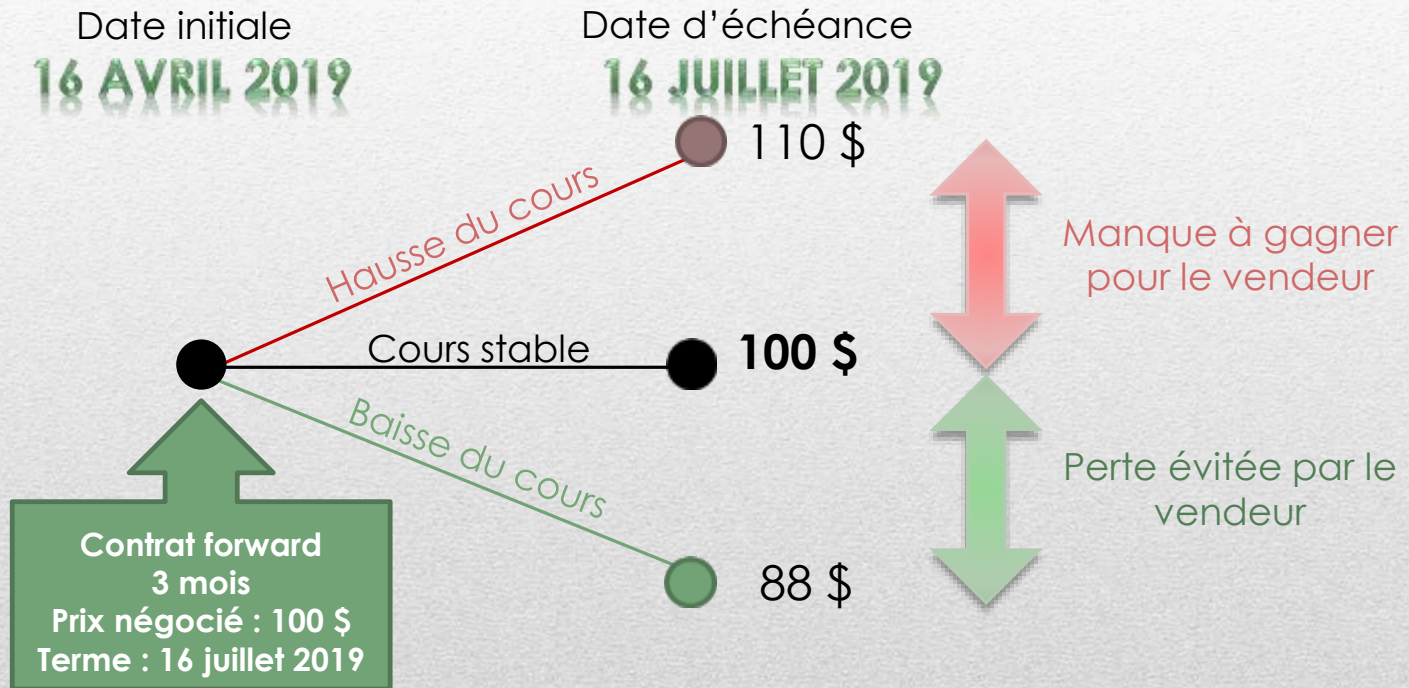 Date initiale
16 AVRIL 2019
Date d’échéance
16 JUILLET 2019
110 $
Hausse du cours
Manque à gagner
pour le vendeur
Cours stable
100 $
Baisse du cours
Perte évitée par le
vendeur
88 $
Contrat forward
3 mois
Prix négocié : 100 $
Terme : 16 juillet 2019